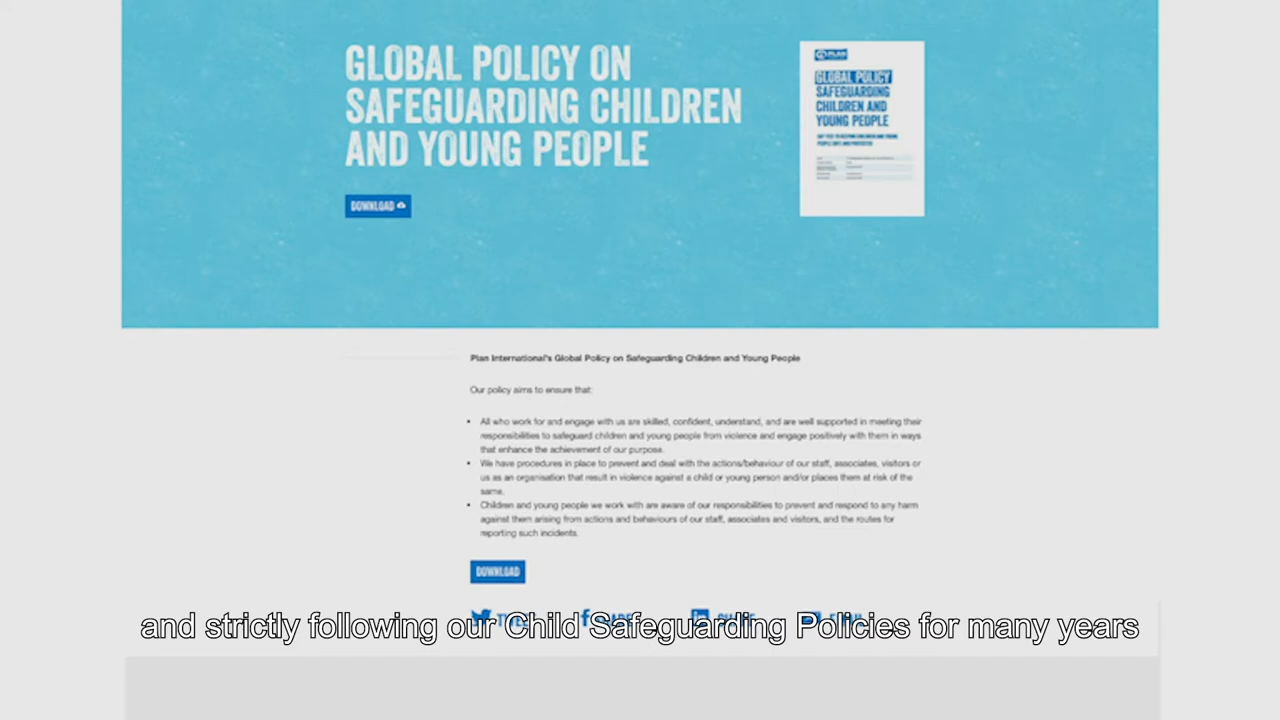 GLOBAL POLICY ON
SAFEGUARDING CHILDREN
AND YOUNG PEOPLE
DOWNLOAD
PLAN
GLOBAL POLICY
SAFEGUARDING
CHILDREN AND
YOUNG PEOPLE
Plan International's Global Policy on Safeguarding Children and Young People
Our policy aims to ensure that:
• All who work for and engage with us are skilled, confident, understand, and are well supported in meeting their
responsibilities to safeguard children and young people from violence and engage positively with them in ways
that enhance the achievement of our purpose.
• We have procedures in place to prevent and deal with the actions/behaviour of our staff, associates, visitors or
us as an organisation that result in violence against a child or young person and/or places them at risk of the
same.
• Children and young people we work with are aware of our responsibilities to prevent and respond to any harm
against them arising from actions and behaviours of our staff, associates and visitors, and the routes for
reporting such incidents.
DOWNLOAD
and strictly following our Child Safeguarding Policies for many years